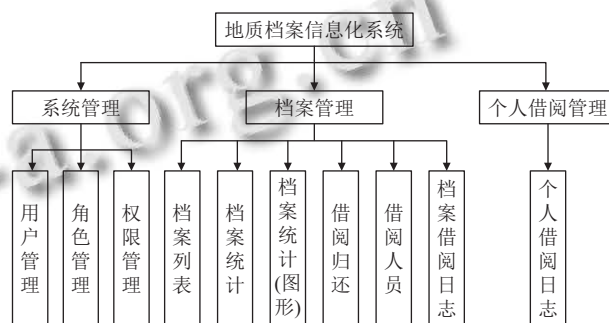 地质档案信息化系统
系统管理
档案管理
个人借阅管理
用户管理
角色管理
权限管理
档案列表
档案统计
档案统计(图形)
借阅归还
借阅人员
档案借阅日志
个人借阅日志